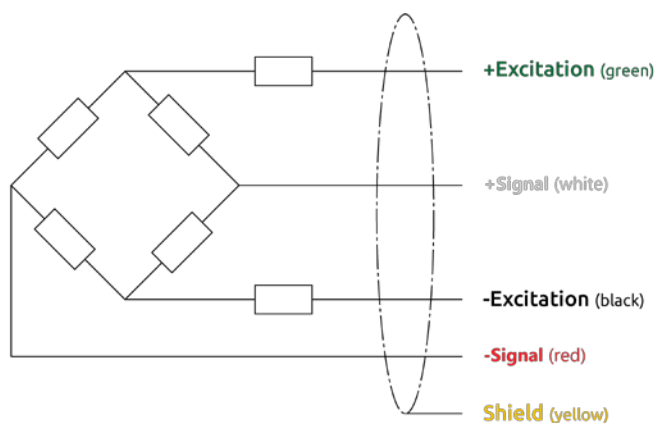 +Excitation (green)
+Signal (white)
-Excitation (black)
-Signal (red)
Shield (yellow)